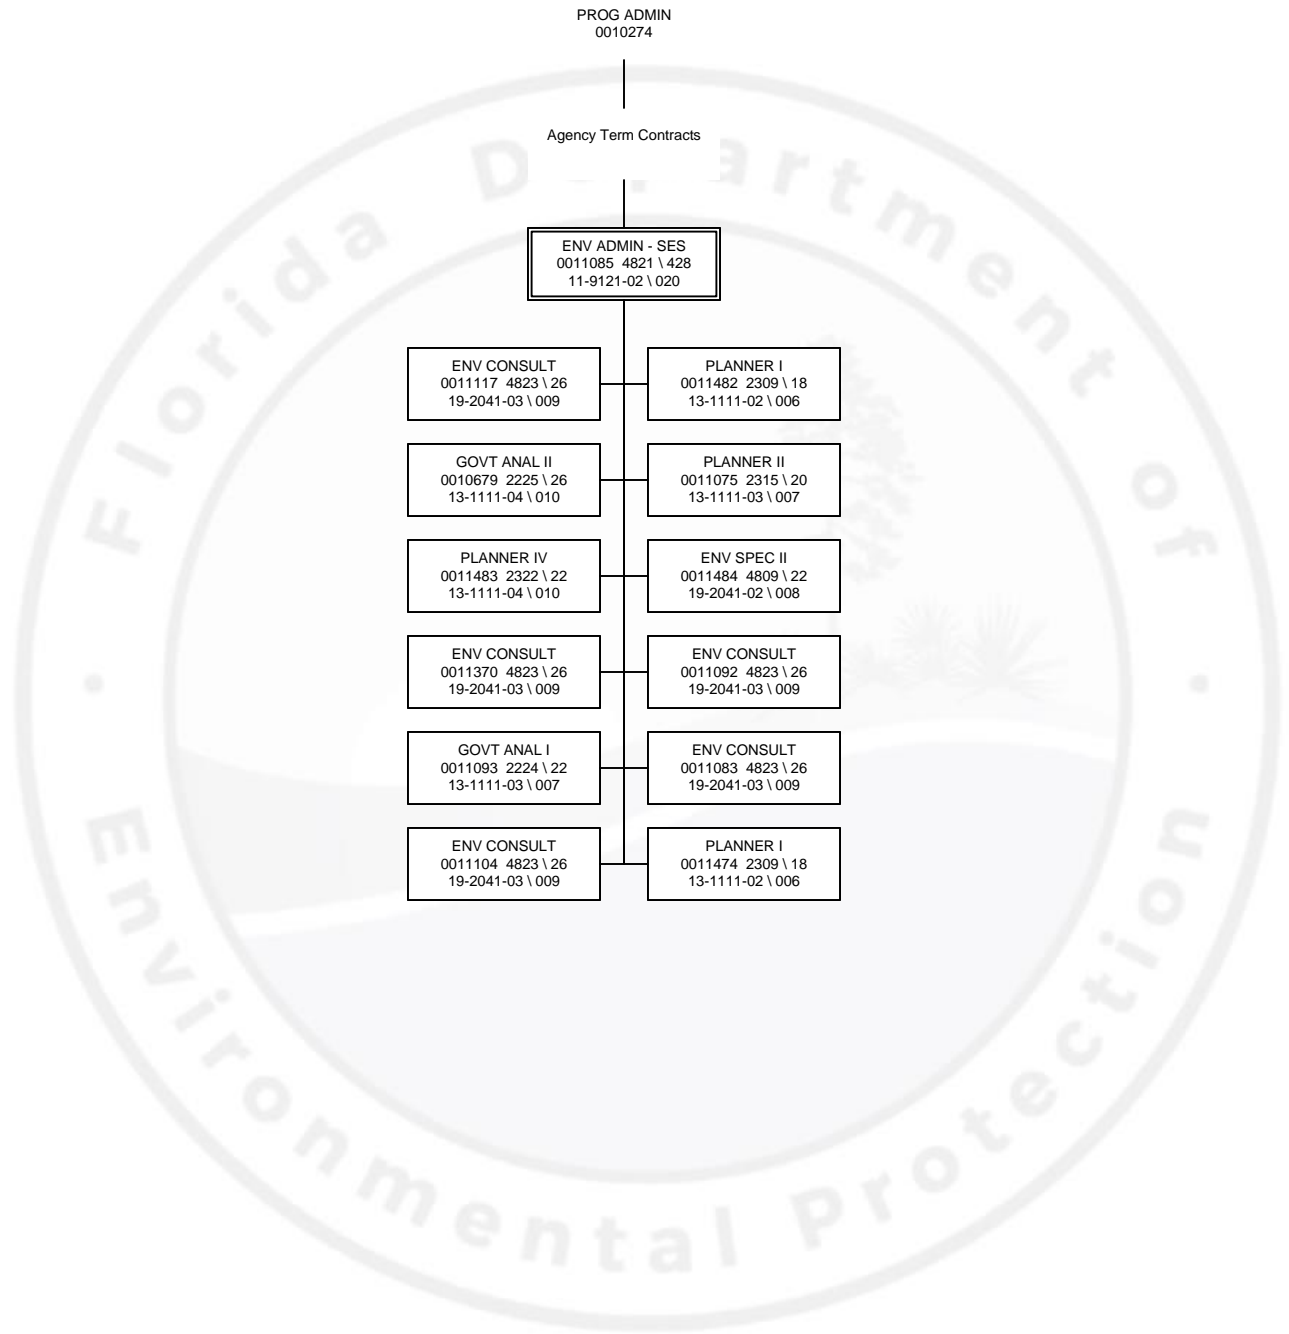 PROG ADMIN
0010274
Agency Term Contracts
ENV ADMIN - SES
0011085 4821 \ 428
11-9121-02 \ 020
ENV CONSULT
0011117 4823 \ 26
19-2041-03 \ 009
PLANNER I
0011482 2309 \ 18
13-1111-02 \ 006
GOVT ANAL II
0010679 2225 \ 26
13-1111-04 \ 010
PLANNER II
0011075 2315 \ 20
13-1111-03 \ 007
PLANNER IV
0011483 2322 \ 22
13-1111-04 \ 010
ENV SPEC II
0011484 4809 \ 22
19-2041-02 \ 008
ENV CONSULT
0011370 4823 \ 26
19-2041-03 \ 009
ENV CONSULT
0011092 4823 \ 26
19-2041-03 \ 009
GOVT ANAL I
0011093 2224 \ 22
13-1111-03 \ 007
ENV CONSULT
0011083 4823 \ 26
19-2041-03 \ 009
ENV CONSULT
0011104 4823 \ 26
19-2041-03 \ 009
PLANNER I
0011474 2309 \ 18
13-1111-02 \ 006
Florida Department of
Environmental Protection